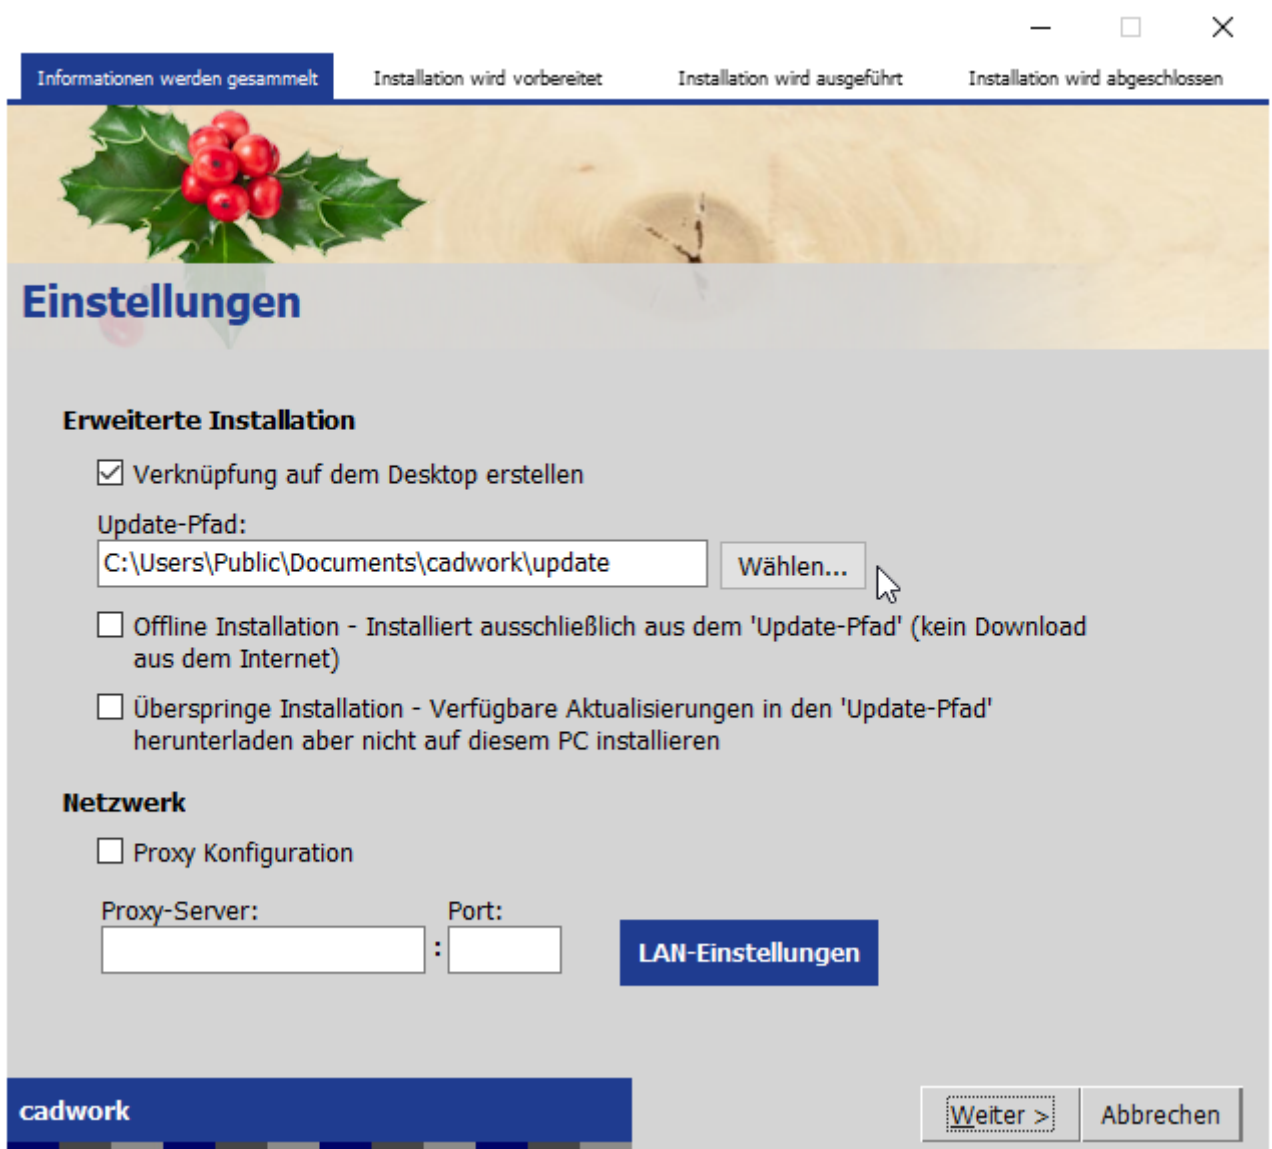 Informationen werden gesammelt Installation wird vorbereitet Installation wird ausgeführt Installation wird abgeschlossen
Einstellungen
Erweiterte Installation
Verknüpfung auf dem Desktop erstellen
Update-Pfad:
C:\Users\Public\Documents\cadwork\update Wählen...
Offline Installation - Installiert ausschließlich aus dem 'Update-Pfad' (kein Download
aus dem Internet)
Überspringe Installation - Verfügbare Aktualisierungen in den 'Update-Pfad'
herunterladen aber nicht auf diesem PC installieren
Netzwerk
Proxy Konfiguration
Proxy-Server: Port:
:
LAN-Einstellungen
cadwork
Weiter > Abbrechen